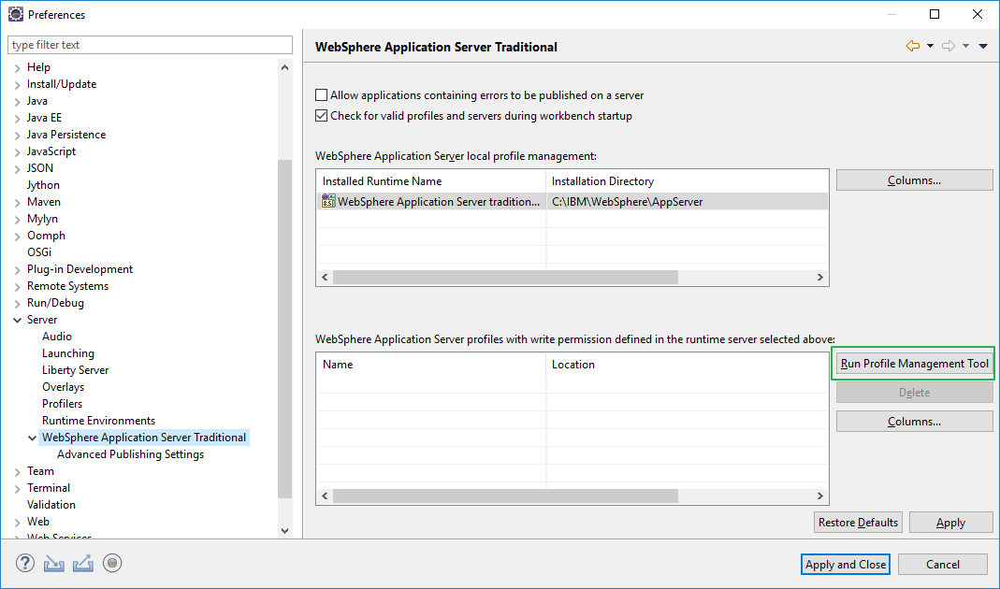 Preferences
type filter text
Help
Install/Update
Java
Java EE
Java Persistence
JavaScript
JSON
Jython
Maven
Mylyn
Oomph
OSGi
Plug-in Development
Remote Systems
Run/Debug
Server
Audio
Launching
Liberty Server
Overlays
Profilers
Runtime Environments
WebSphere Application Server Traditional
Advanced Publishing Settings
Team
Terminal
Validation
Web
Web Services
WebSphere Application Server Traditional
Allow applications containing errors to be published on a server
Check for valid profiles and servers during workbench startup
WebSphere Application Server local profile management:
Installed Runtime Name Installation Directory
8.5 WebSphere Application Server tradition... C:\IBM\WebSphere\AppServer
Columns...
WebSphere Application Server profiles with write permission defined in the runtime server selected above:
Name Location
Run Profile Management Tool
Delete
Columns...
Restore Defaults Apply
? Apply and Close Cancel